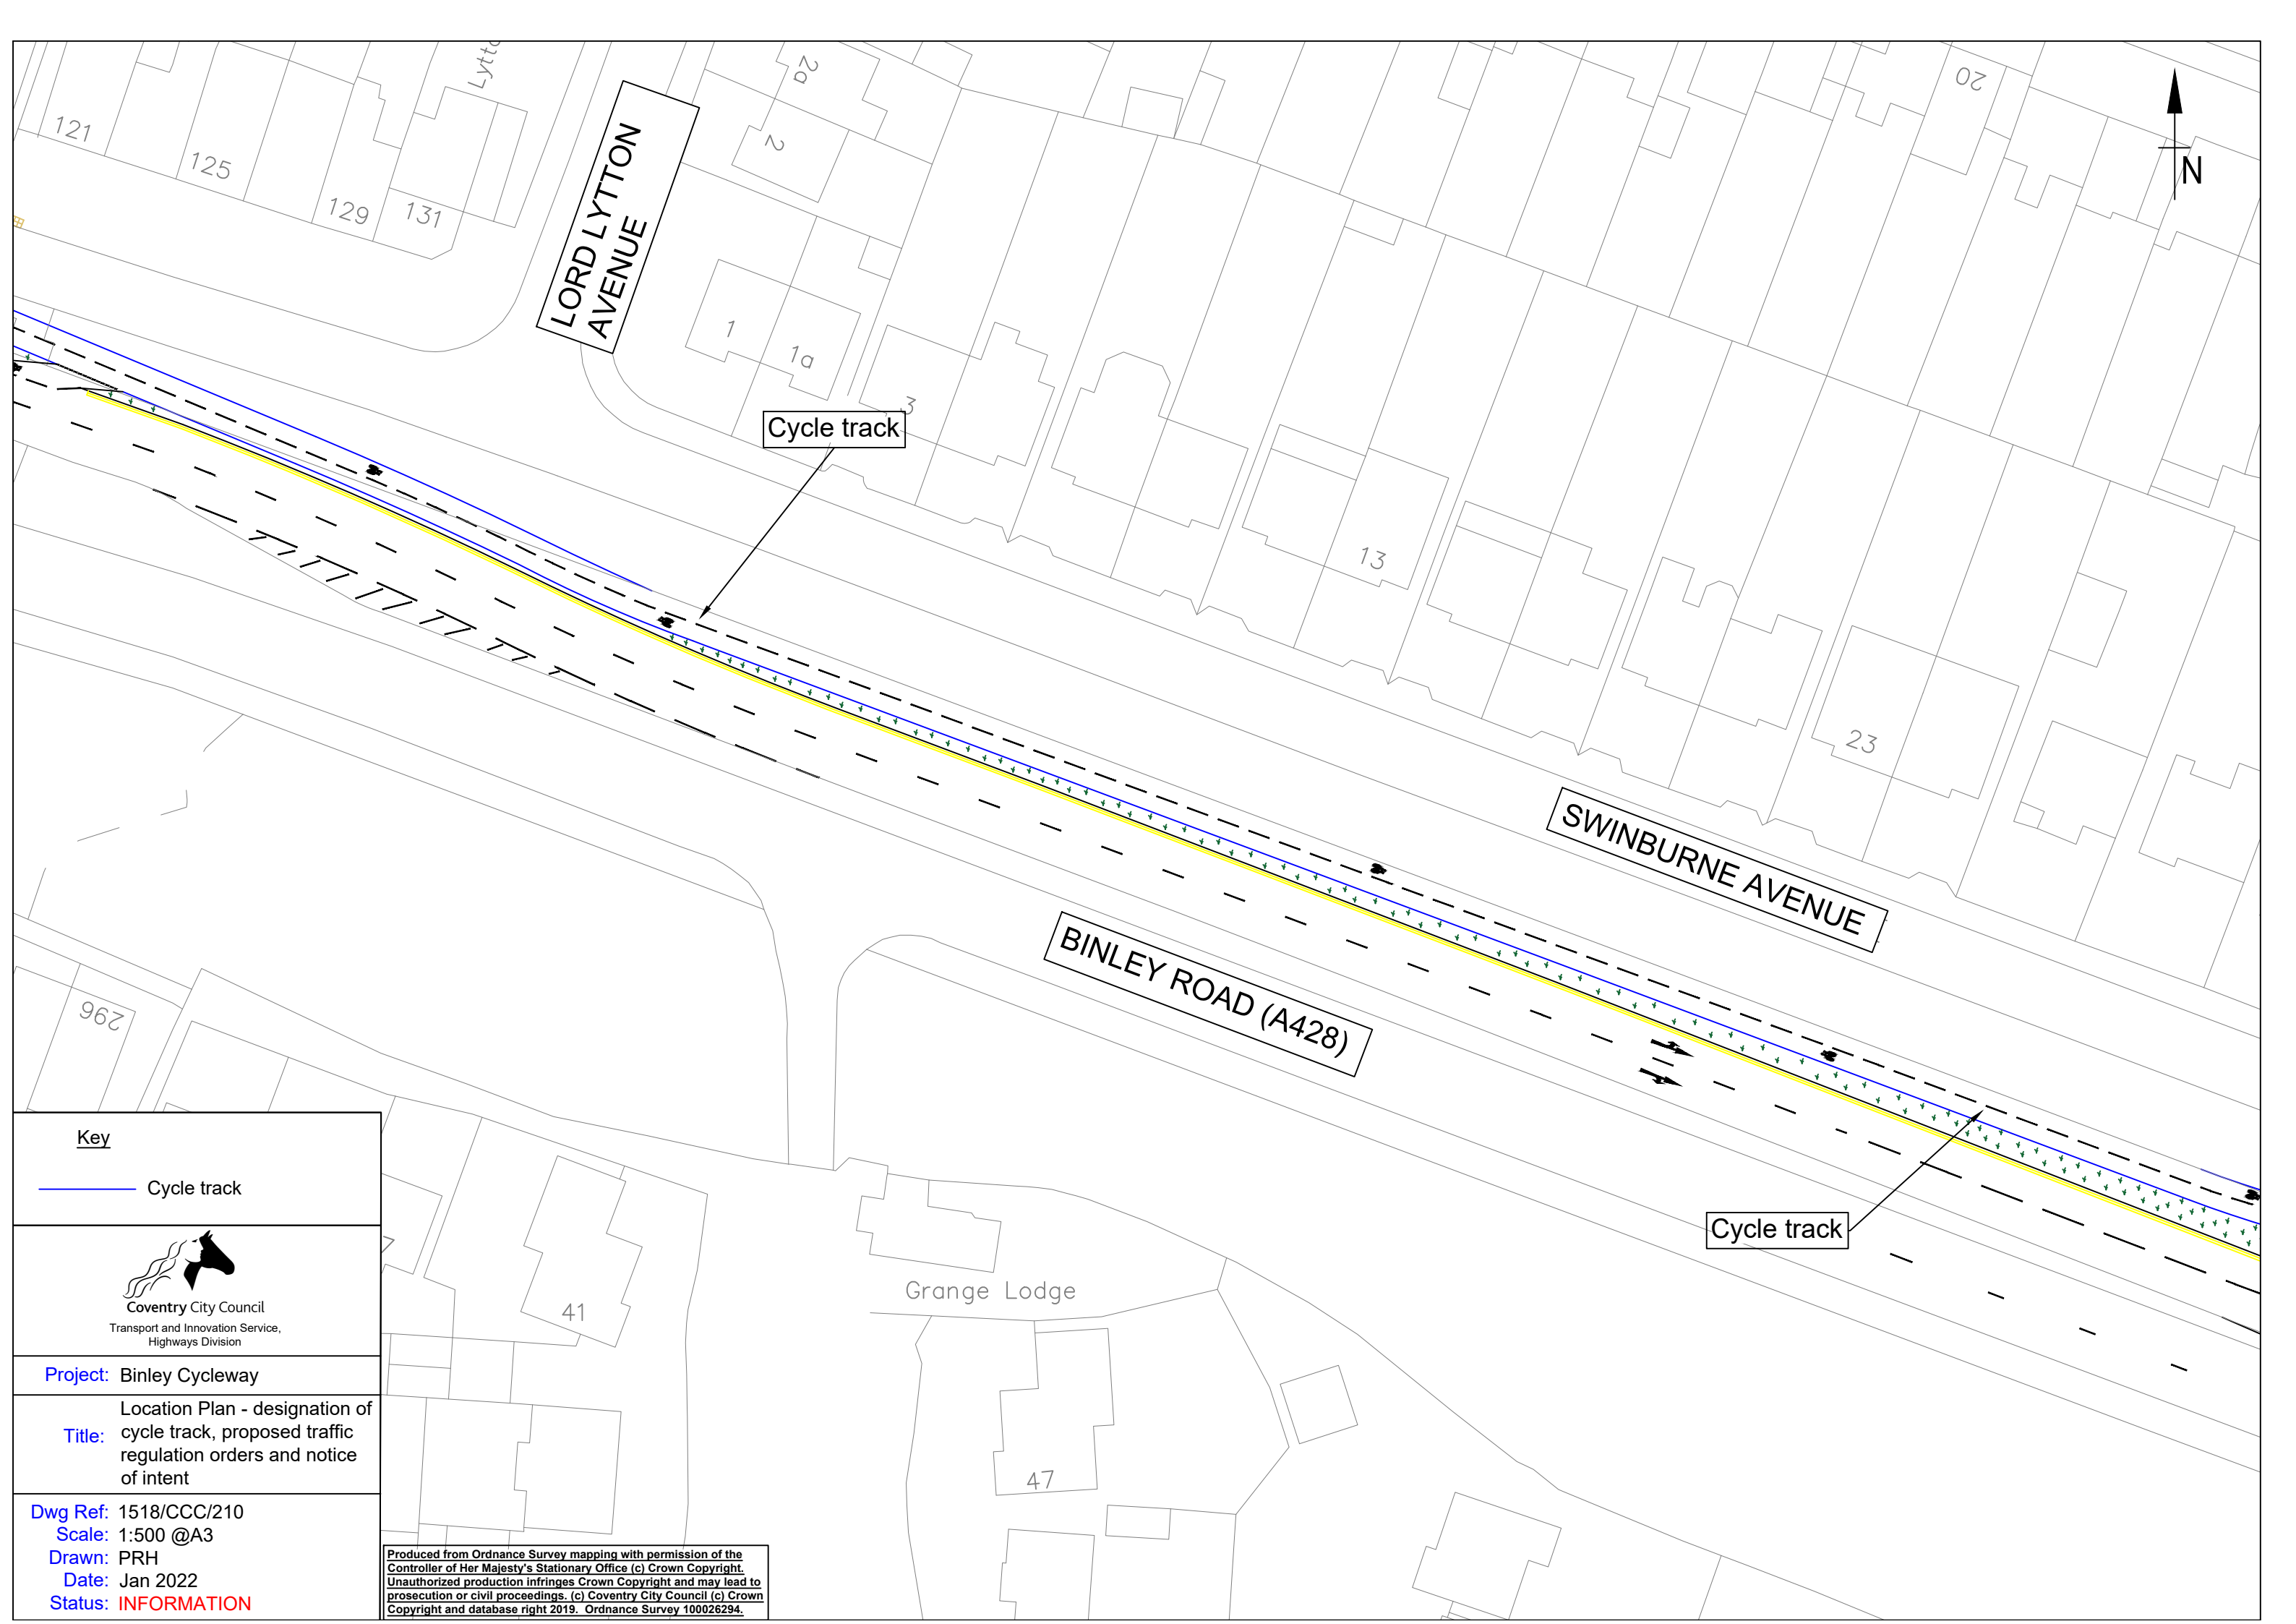 Lytto
2a
20
2
121
125
129
131
LORD LYTTON
AVENUE
N
1
1a
3
Cycle track
13
23
SWINBURNE AVENUE
BINLEY ROAD (A428)
296
Cycle track
Grange Lodge
41
47
Key
Cycle track
Coventry City Council
Transport and Innovation Service,
Highways Division
Project: Binley Cycleway
Title: Location Plan - designation of
cycle track, proposed traffic
regulation orders and notice
of intent
Dwg Ref: 1518/CCC/210
Scale: 1:500 @A3
Drawn: PRH
Date: Jan 2022
Status: INFORMATION
Produced from Ordnance Survey mapping with permission of the
Controller of Her Majesty's Stationary Office (c) Crown Copyright.
Unauthorized production infringes Crown Copyright and may lead to
prosecution or civil proceedings. (c) Coventry City Council (c) Crown
Copyright and database right 2019. Ordnance Survey 100026294.